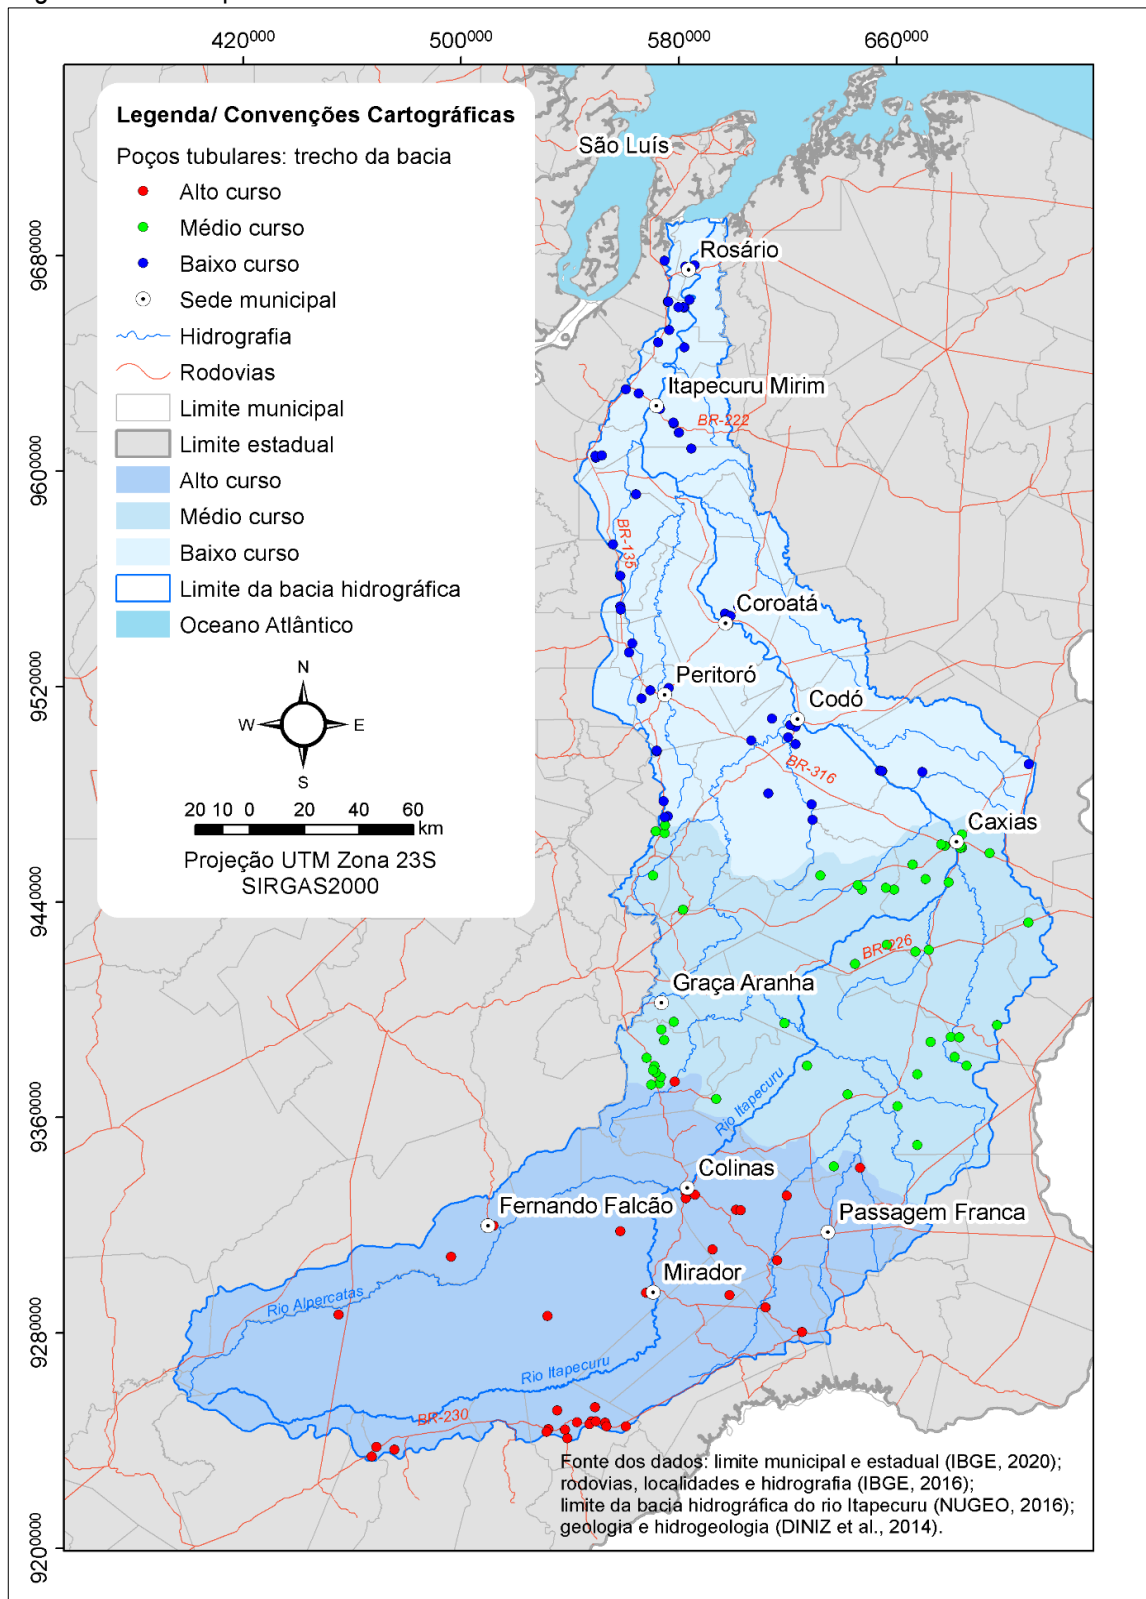 420000
500000
580000
660000
Legenda/ Convenções Cartográficas
Poços tubulares: trecho da bacia
Alto curso
Médio curso
Baixo curso
Sede municipal
Hidrografia
Rodovias
Limite municipal
Limite estadual
Alto curso
Médio curso
Baixo curso
Limite da bacia hidrográfica
Oceano Atlântico
N
W
E
S
20 10 0 20 40 60
km
Projeção UTM Zona 23S
SIRGAS2000
9680000
9600000
9520000
9440000
9360000
9280000
9200000
São Luís
Rosário
Itapecuru Mirim
BR-222
BR-135
Coroatá
Peritoró
Codó
BR-316
Caxias
BR-226
Graça Aranha
Rio Itapecuru
Colinas
Fernando Falcão
Passagem Franca
Mirador
Rio Alpercatas
Rio Itapecuru
BR-230
Fonte dos dados: limite municipal e estadual (IBGE, 2020);
rodovias, localidades e hidrografia (IBGE, 2016);
limite da bacia hidrográfica do rio Itapecuru (NUGEO, 2016);
geologia e hidrogeologia (DINIZ et al., 2014).